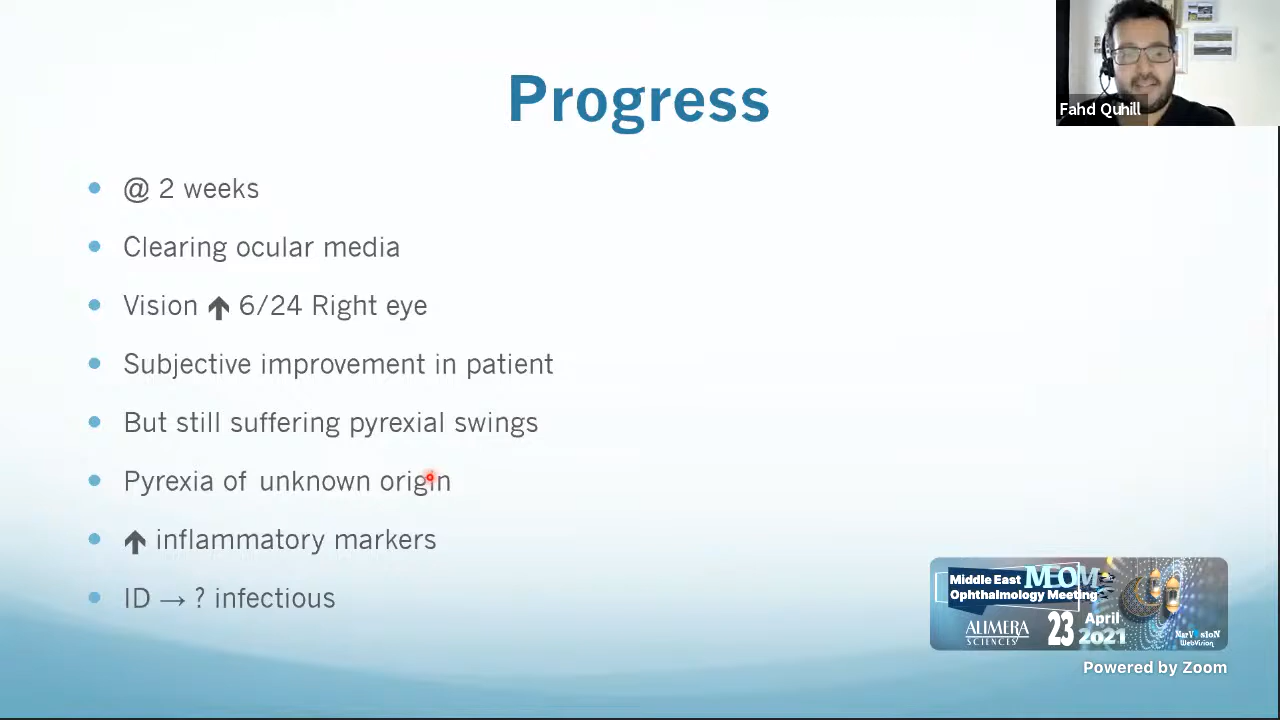 Progress
Fahd Quhill
@ 2 weeks
Clearing ocular media
Vision ↑ 6/24 Right eye
Subjective improvement in patient
But still suffering pyrexial swings
Pyrexia of unknown origin
↑ inflammatory markers
ID → ? infectious
Middle East MEOM
Ophthalmology Meeting
ALIMERA
SCIENCES
23 April
2021
MarVision
WebVision
Powered by Zoom